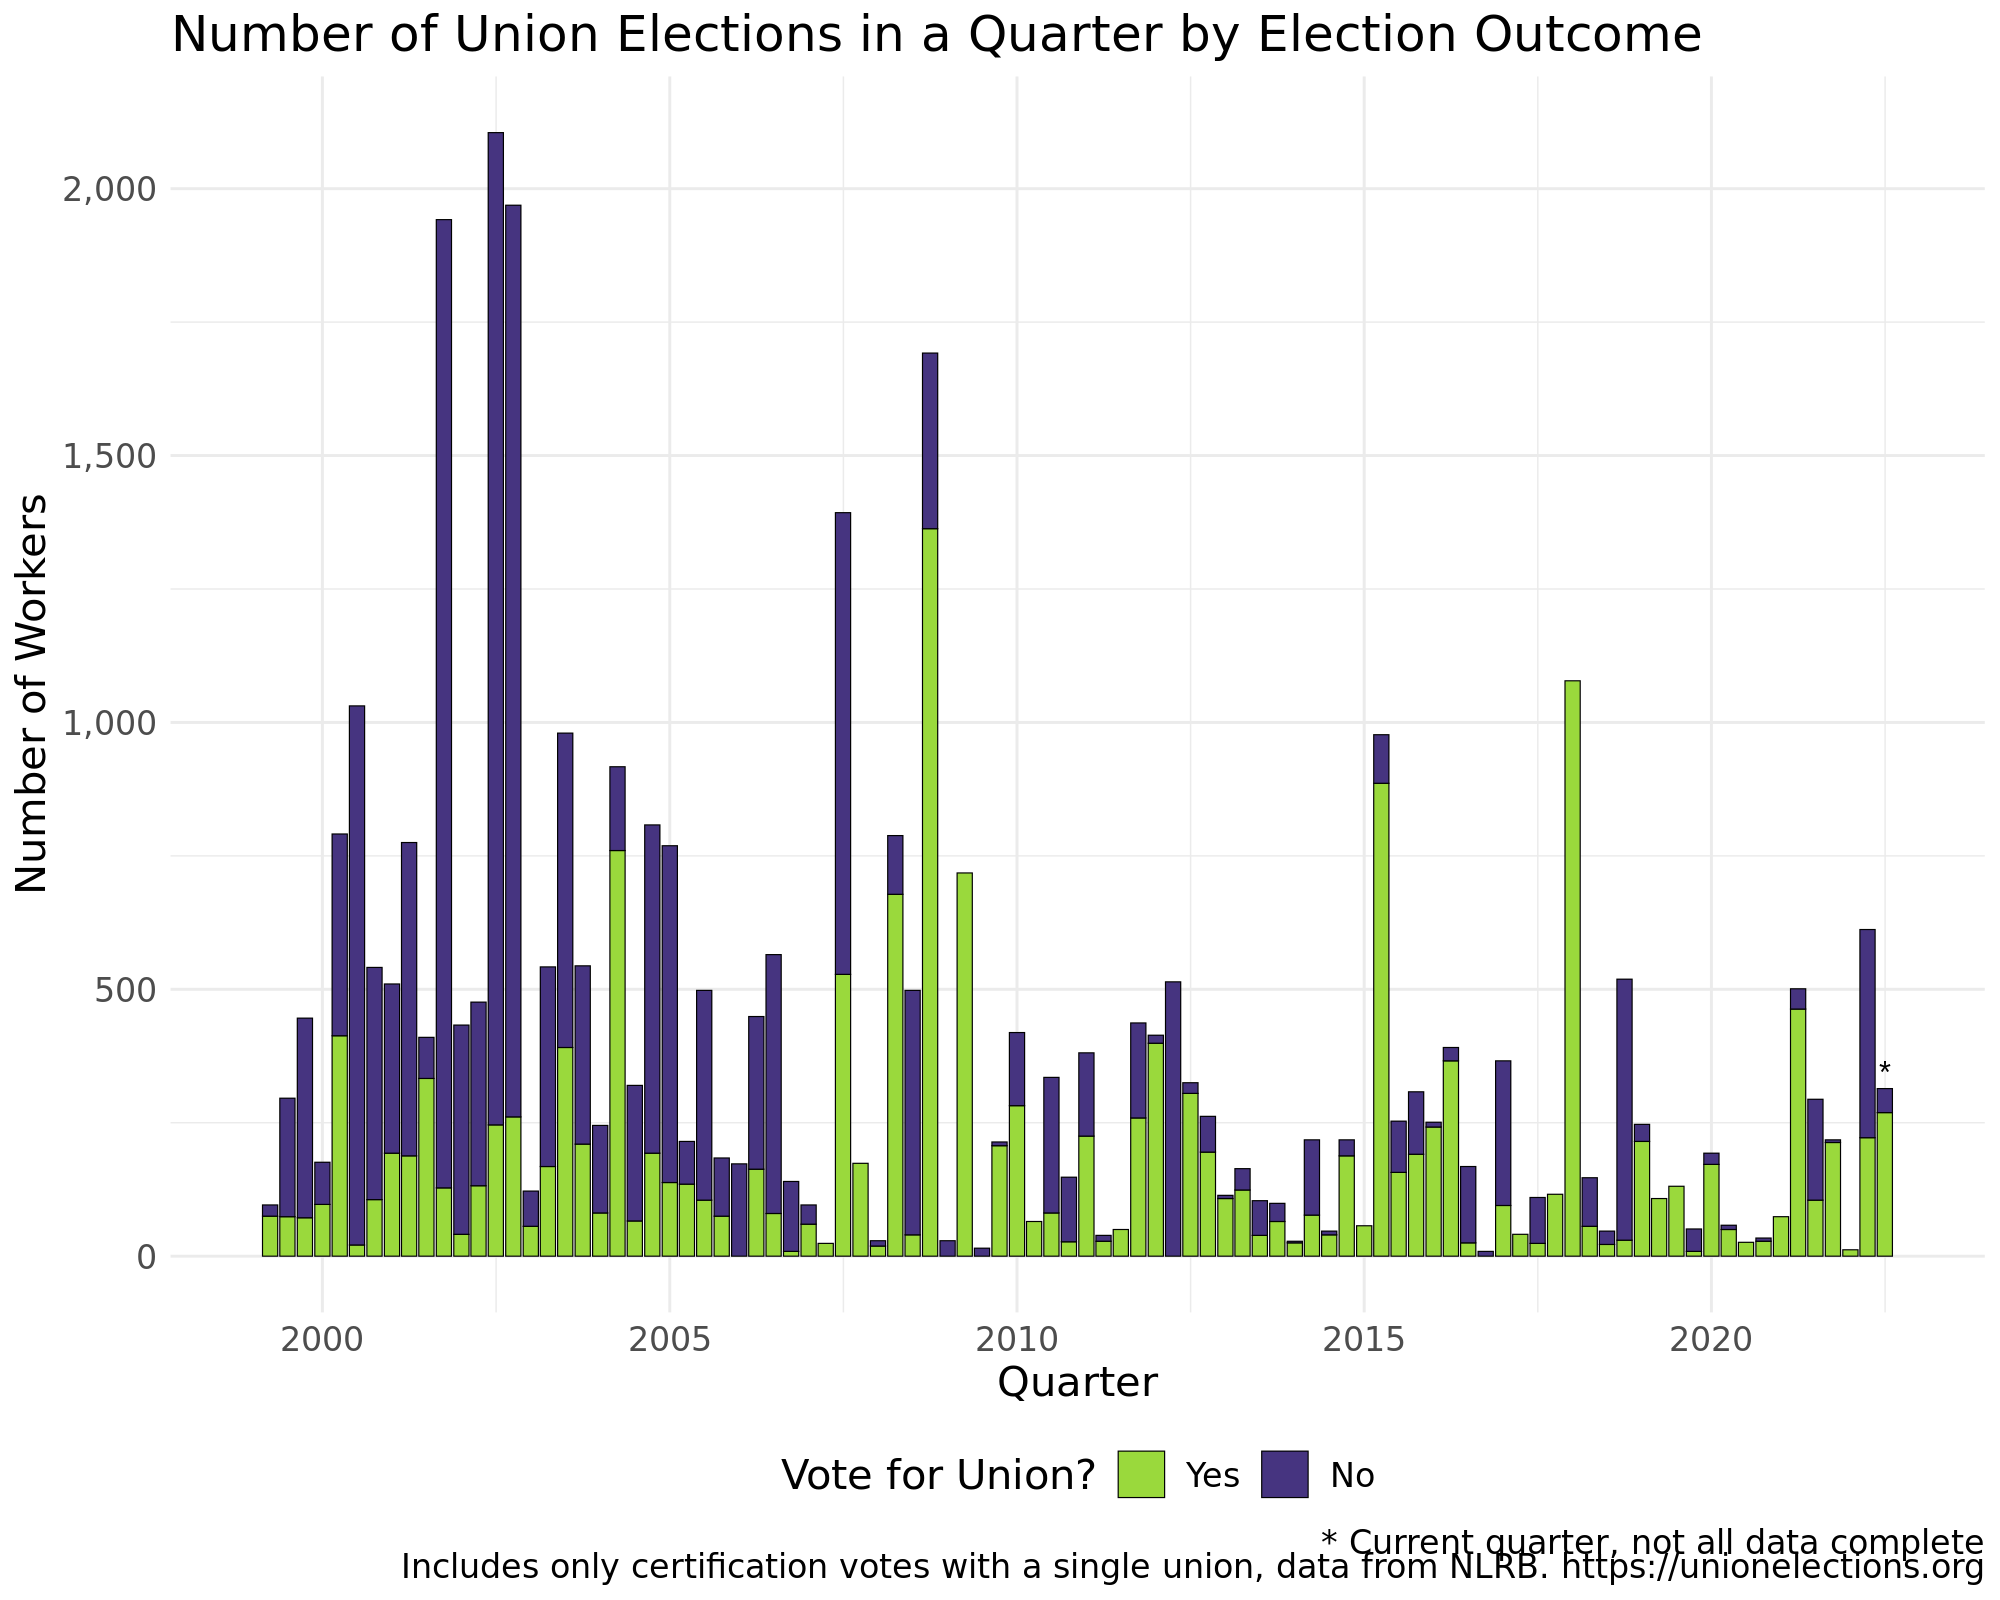 Number of Union Elections in a Quarter by Election Outcome
Number of Workers
2,000
1,500
1,000
500
0
*
2000 2005 2010 2015 2020
Quarter
Vote for Union? Yes No
* Current quarter, not all data complete
Includes only certification votes with a single union, data from NLRB. https://unionelections.org